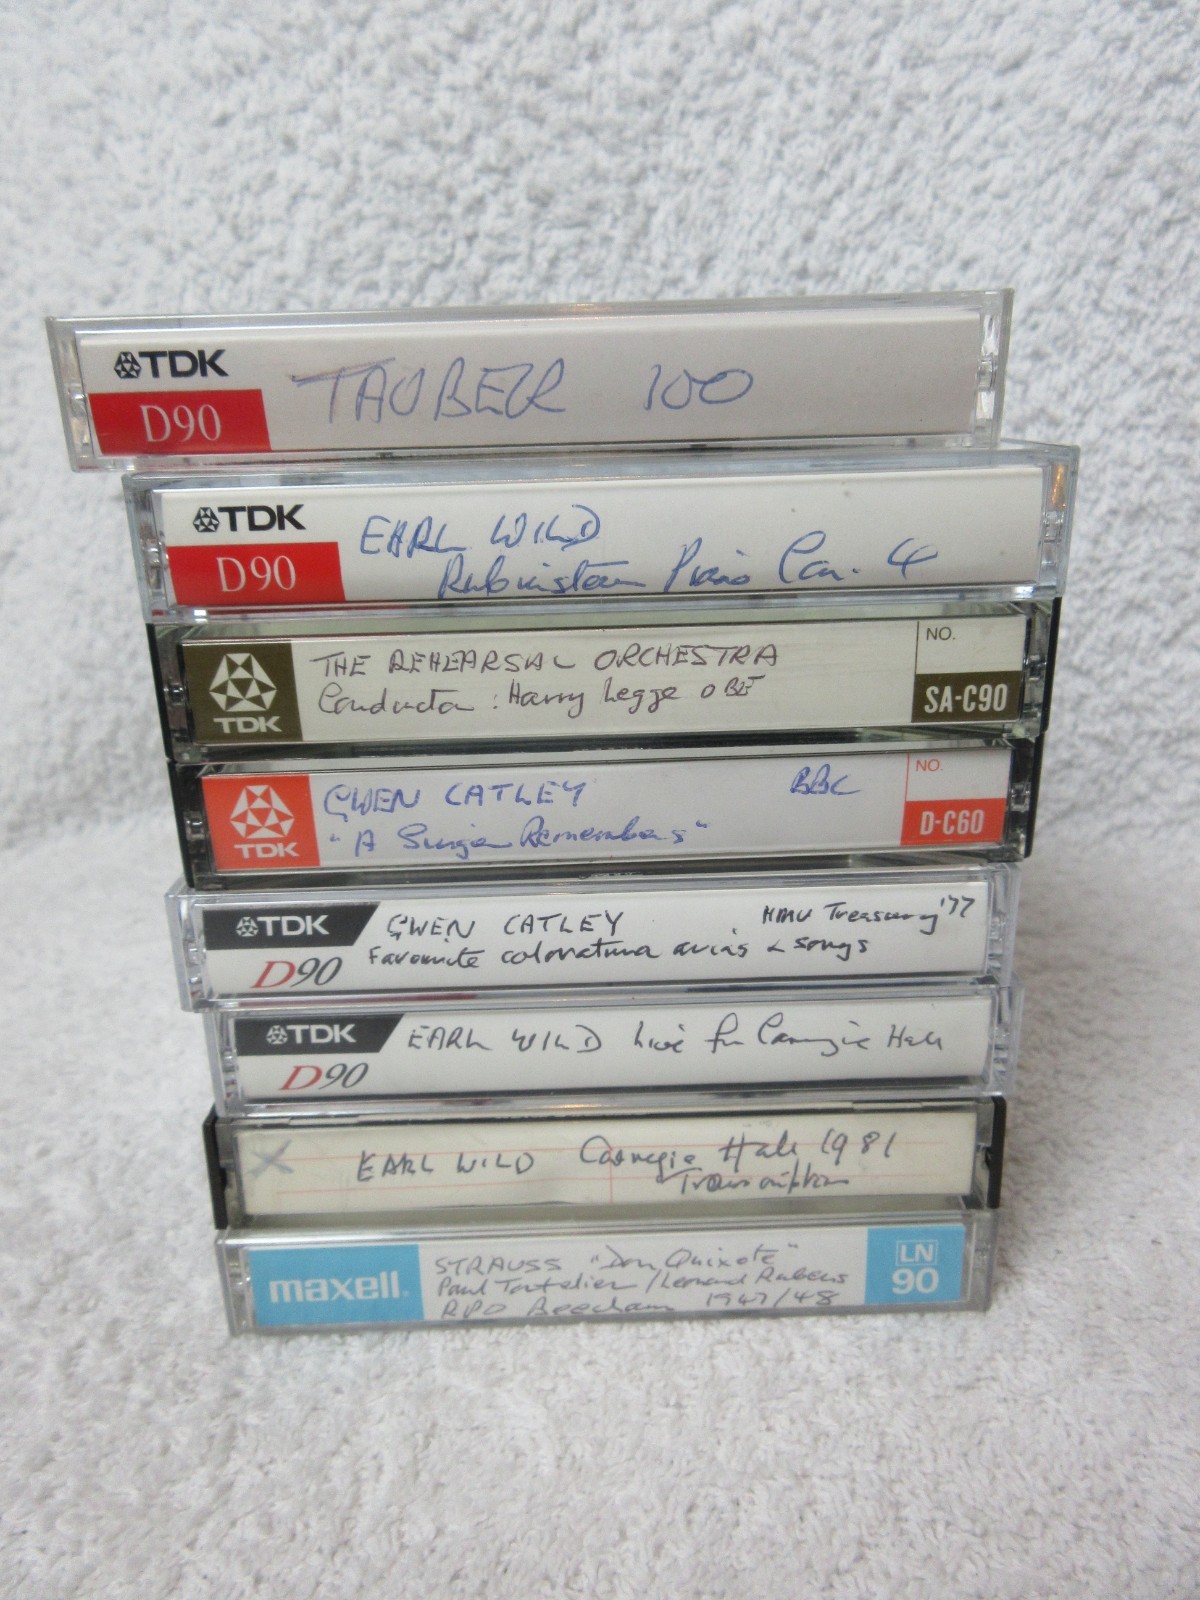 TDK
D90
TAUBER 100
TDK
D90
EARL WILD
Rubinstein Piano Con. 4
TDK
THE REHEARSAL ORCHESTRA
Conductor : Harry Legge OBE
NO.
SA-C90
TDK
GWEN CATLEY BBC
"A Singer Remembers"
NO.
D-C60
TDK
D90
GWEN CATLEY HMV Treasury '77
Favourite coloratura arias & songs
TDK
D90
EARL WILD Live fr Carnegie Hall
X EARL WILD Carnegie Hall 1981
Transcription
maxell
STRAUSS "Don Quixote"
Paul Tortelier / Leonard Rubens
RPO Beecham 1947/48
LN
90